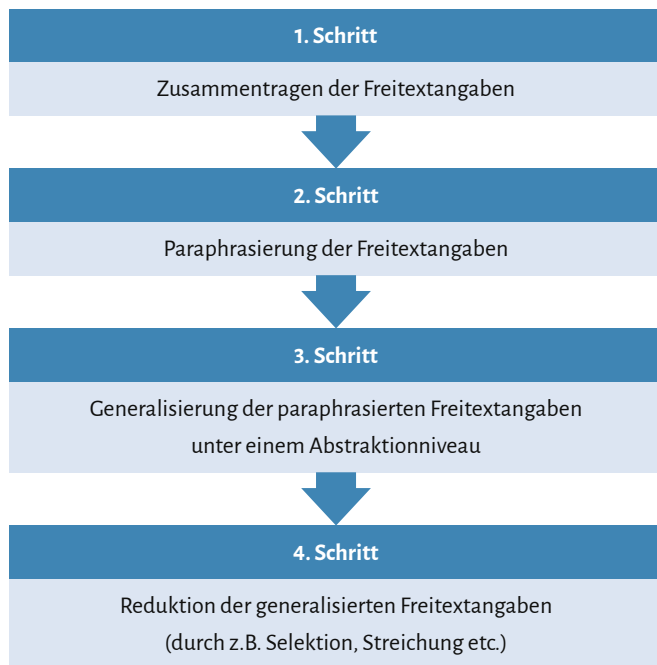 1. Schritt
Zusammentragen der Freitextangaben
2. Schritt
Paraphrasierung der Freitextangaben
3. Schritt
Generalisierung der paraphrasierten Freitextangaben
unter einem Abstraktionniveau
4. Schritt
Reduktion der generalisierten Freitextangaben
(durch z.B. Selektion, Streichung etc.)